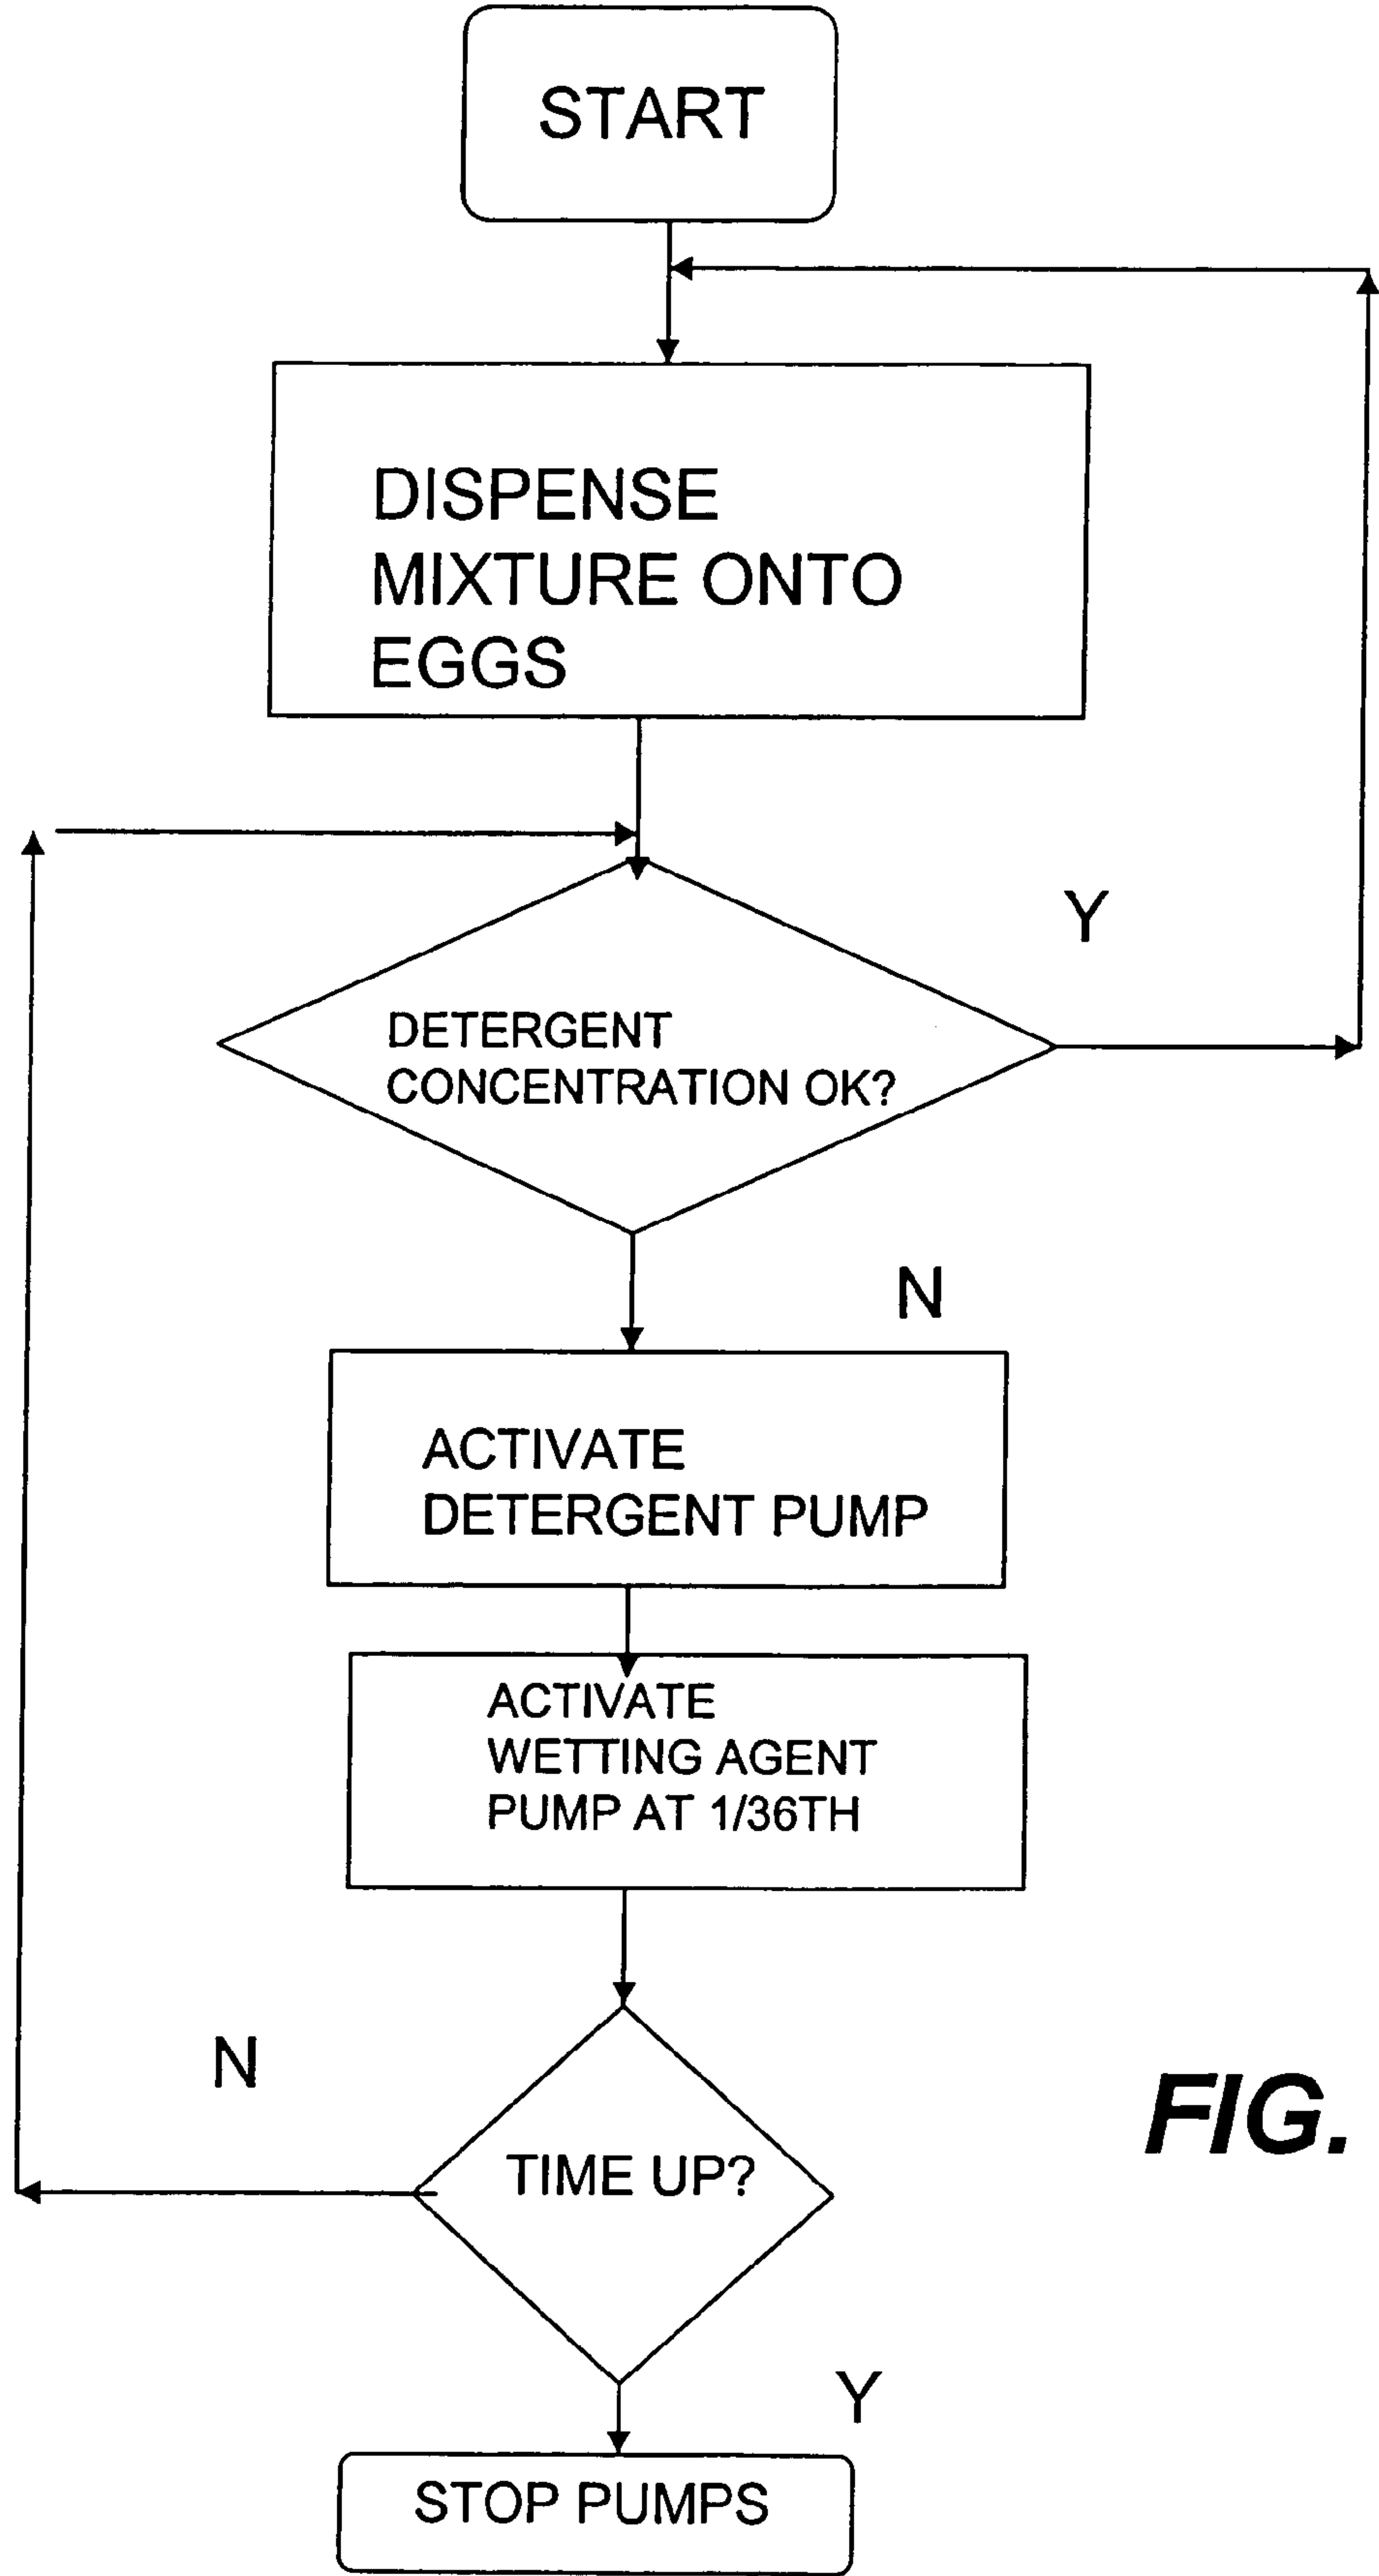 START
DISPENSE
MIXTURE ONTO
EGGS
Y
DETERGENT
CONCENTRATION OK?
N
ACTIVATE
DETERGENT PUMP
ACTIVATE
WETTING AGENT
PUMP AT 1/36TH
N
TIME UP?
FIG.
Y
STOP PUMPS